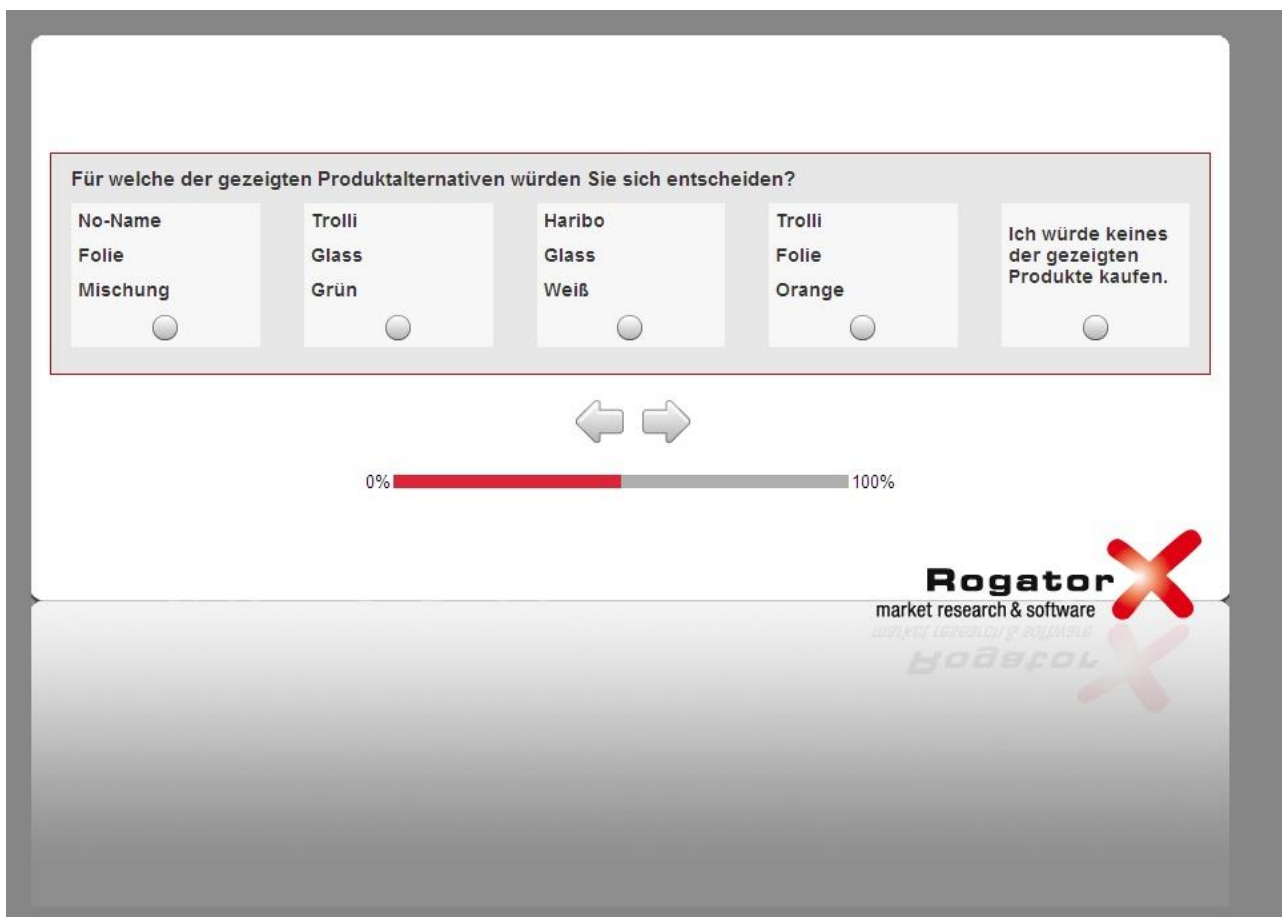 Für welche der gezeigten Produktalternativen würden Sie sich entscheiden?
No-Name
Folie
Mischung
Trolli
Glass
Grün
Haribo
Glass
Weiß
Trolli
Folie
Orange
Ich würde keines
der gezeigten
Produkte kaufen.
0%
100%
Rogator
market research & software